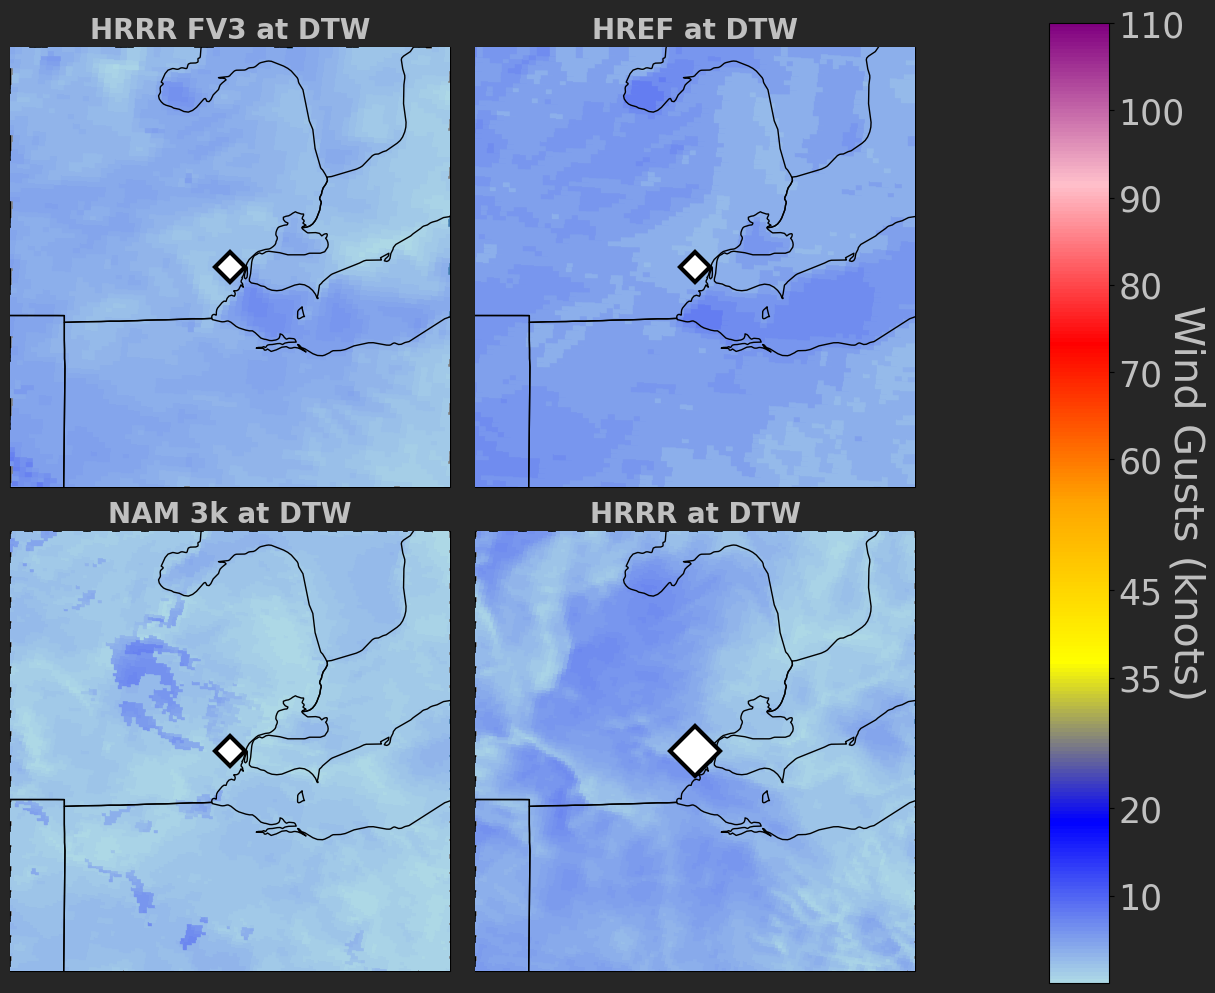 HRRR FV3 at DTW
HREF at DTW
NAM 3k at DTW
HRRR at DTW
110
100
90
80
70
60
45
35
20
10
Wind Gusts (knots)